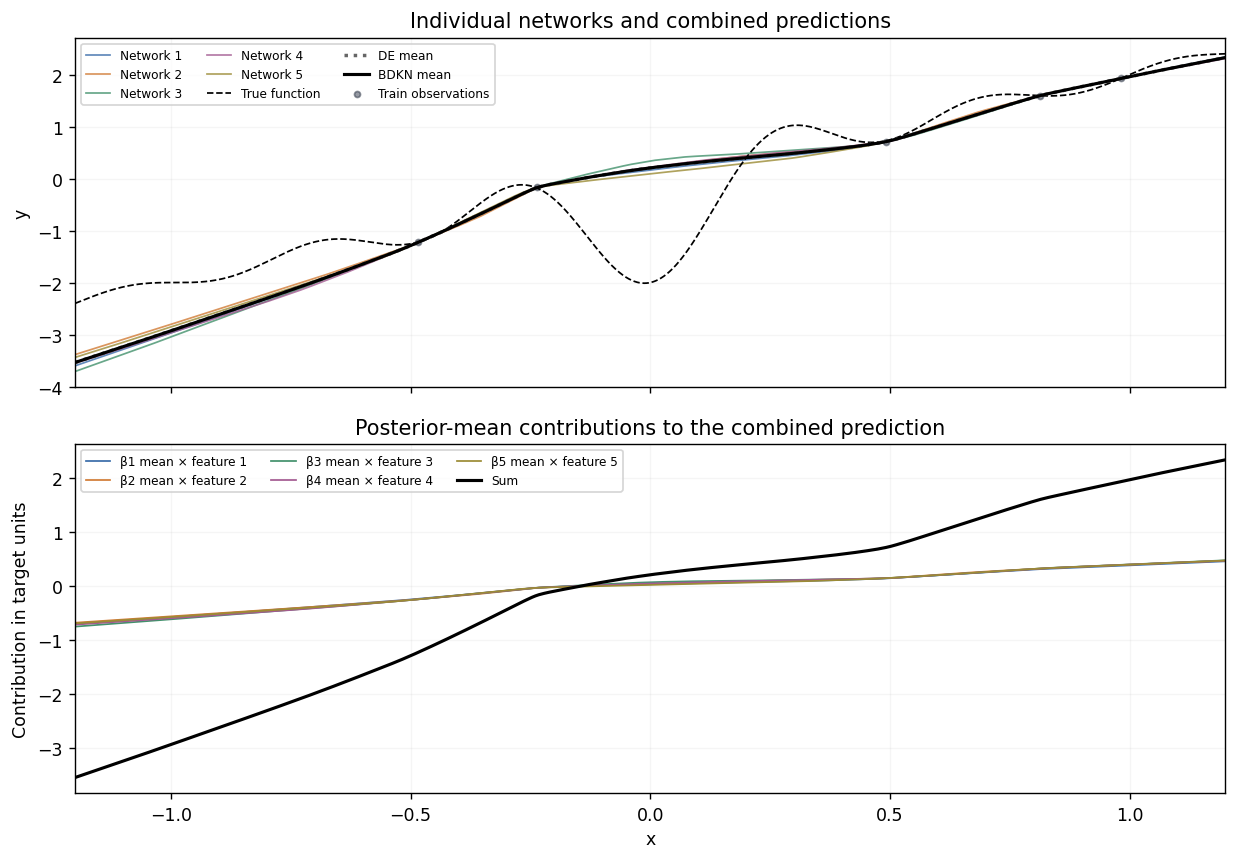 Individual networks and combined predictions
Network 1 Network 4 DE mean
Network 2 Network 5 BDKN mean
Network 3 True function Train observations
y
2
1
0
−1
−2
−3
−4
Posterior-mean contributions to the combined prediction
β1 mean × feature 1 β3 mean × feature 3 β5 mean × feature 5
β2 mean × feature 2 β4 mean × feature 4 Sum
Contribution in target units
2
1
0
−1
−2
−3
−1.0 −0.5 0.0 0.5 1.0
x